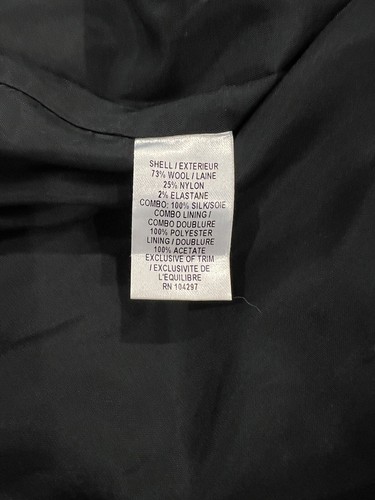 SHELL / EXTERIEUR
73% WOOL / LAINE
25% NYLON
2% ELASTANE
COMBO: 100% SILK/SOIE
COMBO LINING /
COMBO DOUBLURE
100% POLYESTER
LINING / DOUBLURE
100% ACETATE
EXCLUSIVE OF TRIM
/ EXCLUSIVITE DE
L'EQUILIBRE
RN 104297